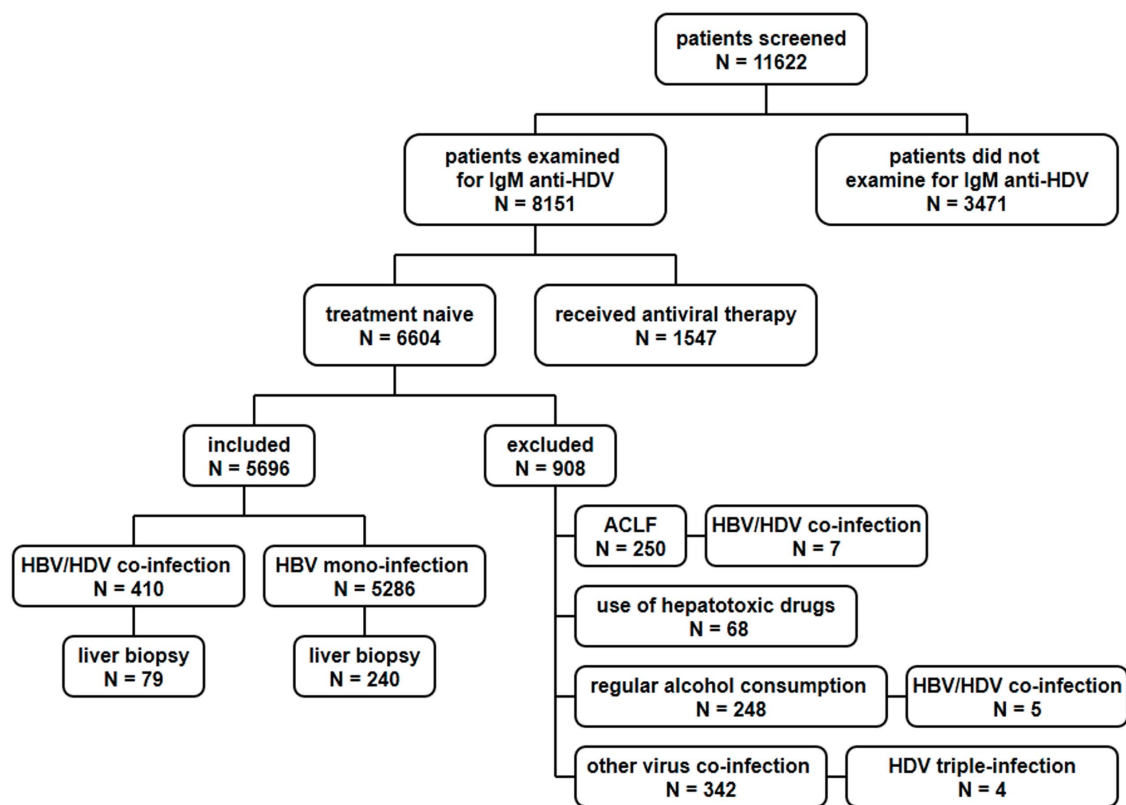 patients screened
N = 11622
patients examined
for IgM anti-HDV
N = 8151
patients did not
examine for IgM anti-HDV
N = 3471
treatment naive
N = 6604
received antiviral therapy
N = 1547
included
N = 5696
excluded
N = 908
HBV/HDV co-infection
N = 410
HBV mono-infection
N = 5286
liver biopsy
N = 79
liver biopsy
N = 240
ACLF
N = 250
HBV/HDV co-infection
N = 7
use of hepatotoxic drugs
N = 68
regular alcohol consumption
N = 248
HBV/HDV co-infection
N = 5
other virus co-infection
N = 342
HDV triple-infection
N = 4